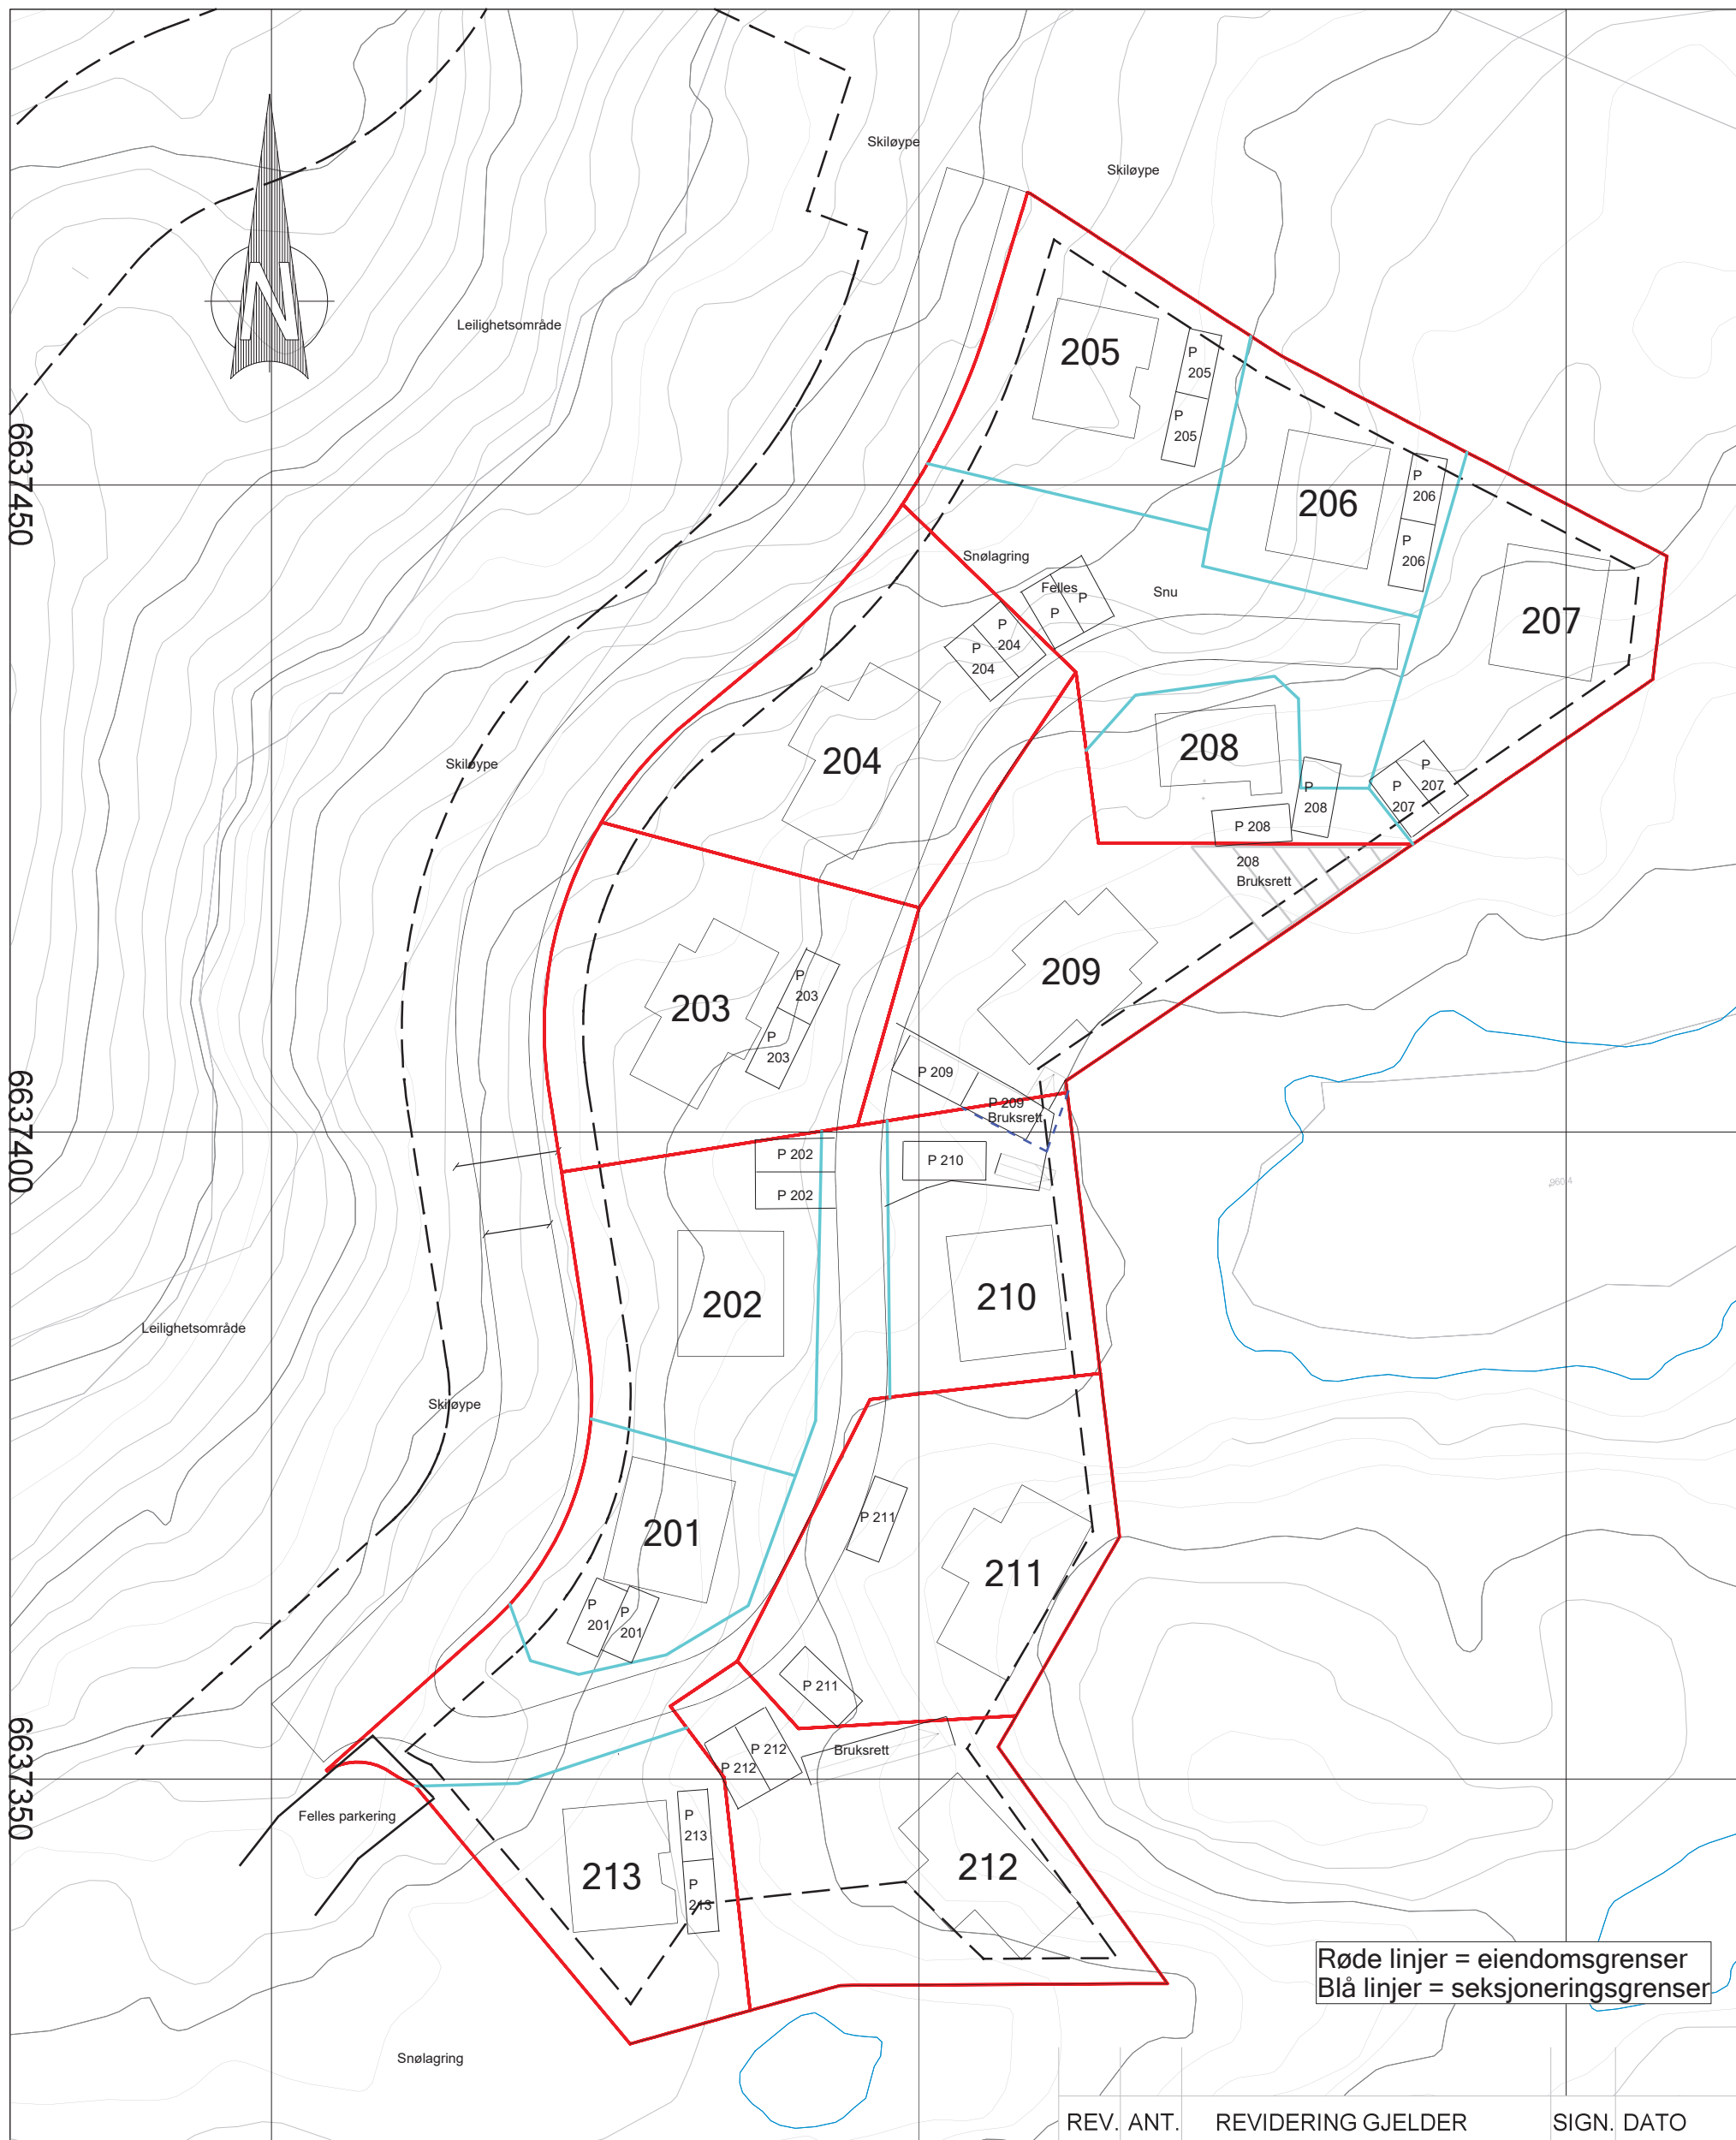 Skiløype
Skiløype
N
Leilighetsområde
205
P
205
P
205
6637450
206
P
206
P
206
Snølagring
Felles
P
P
Snu
207
P
204
P
204
204
208
Skiløype
P
207
P
207
P
208
P 208
208
Bruksrett
203
P
203
P
203
209
P 209
P 209
Bruksrett
6637400
P 202
P 202
P 210
960.4
202
210
Leilighetsområde
Skiløype
P 211
201
211
P
201
P
201
P 211
6637350
P 212
P 212
Bruksrett
Felles parkering
P
213
P
213
213
212
Røde linjer = eiendomsgrenser
Blå linjer = seksjoneringsgrenser
Snølagring
REV. ANT. REVIDERING GJELDER SIGN. DATO